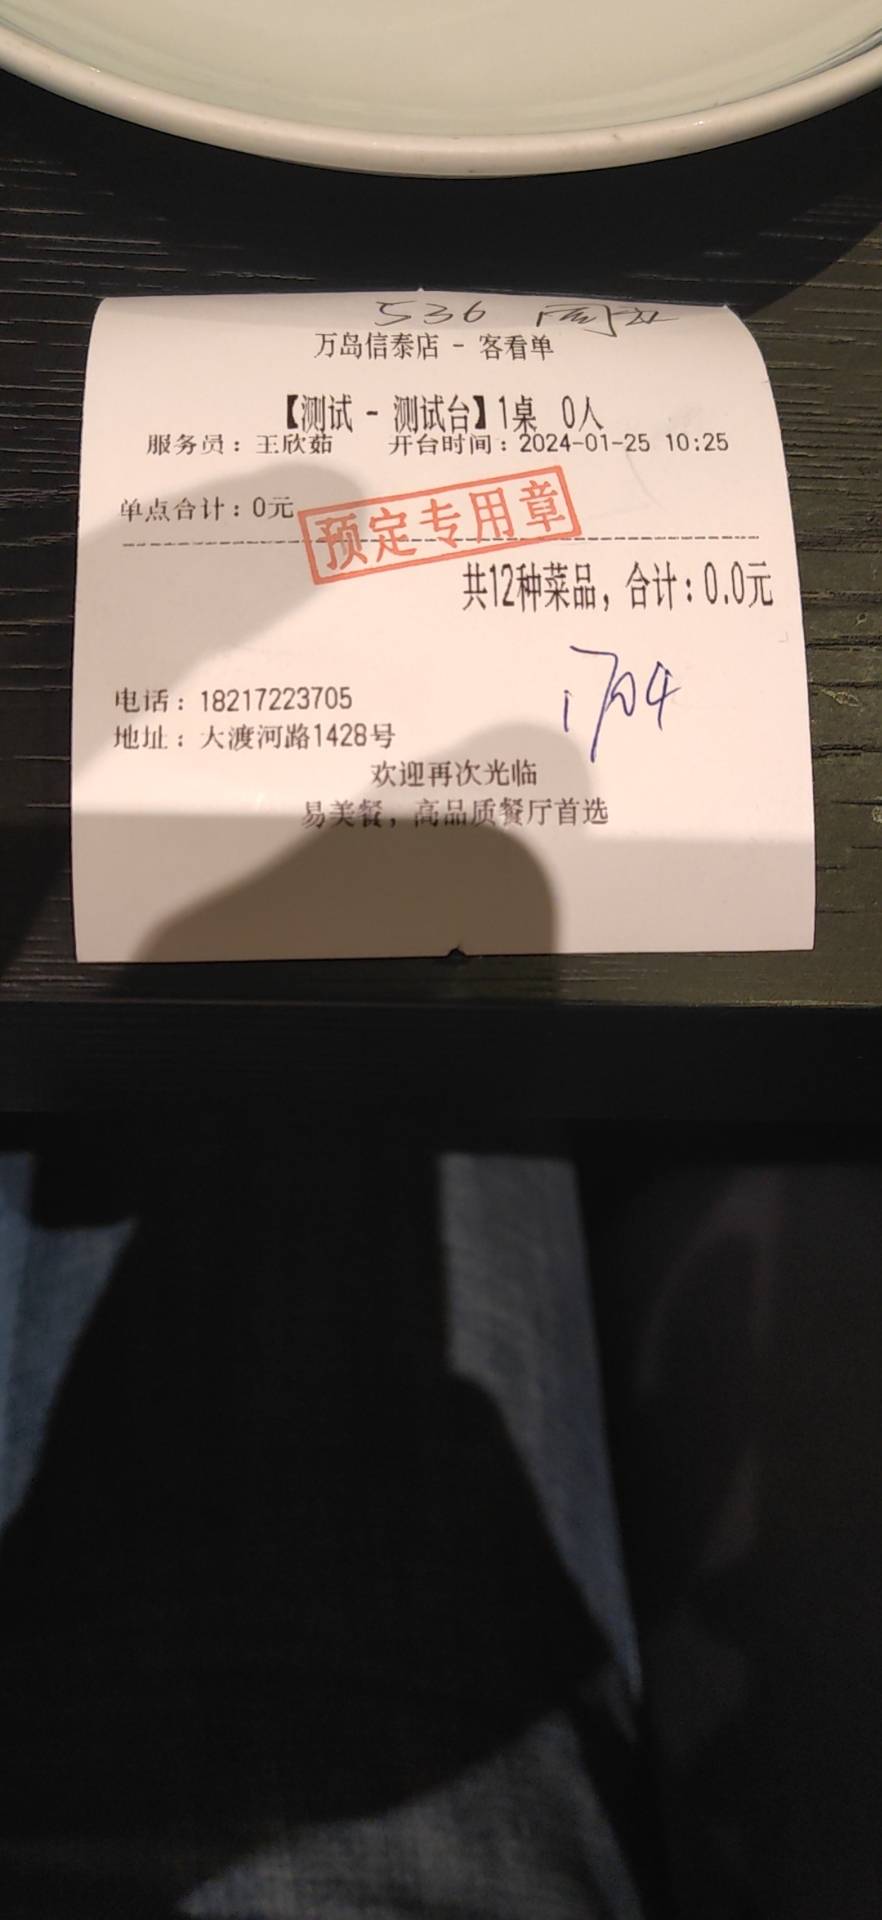 536
万岛信泰店 - 客看单
【测试 - 测试台】1桌 0人
服务员：王欣茹 开台时间：2024-01-25 10:25
单点合计：0元
预定专用章
共12种菜品，合计：0.0元
1704
电话：18217223705
地址：大渡河路1428号
欢迎再次光临
易美餐，高品质餐厅首选